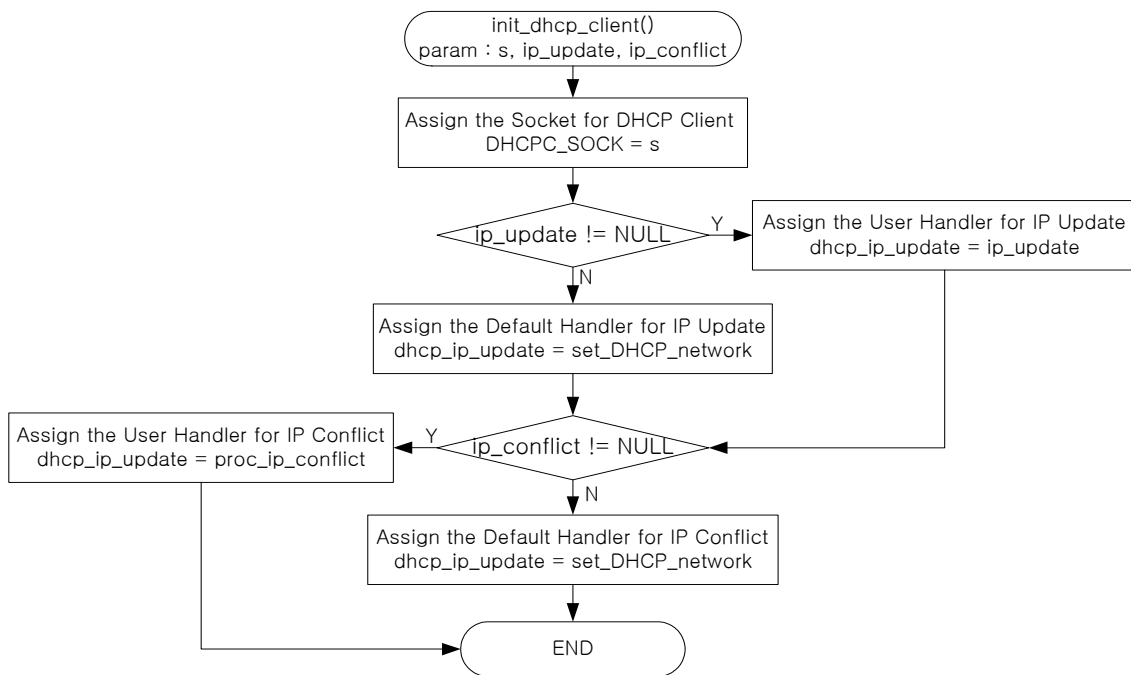 init_dhcp_client()
param : s, ip_update, ip_conflict
Assign the Socket for DHCP Client
DHCPC_SOCK = s
ip_update != NULL
Y
Assign the User Handler for IP Update
dhcp_ip_update = ip_update
N
Assign the Default Handler for IP Update
dhcp_ip_update = set_DHCP_network
Assign the User Handler for IP Conflict
dhcp_ip_update = proc_ip_conflict
Y
ip_conflict != NULL
N
Assign the Default Handler for IP Conflict
dhcp_ip_update = set_DHCP_network
END